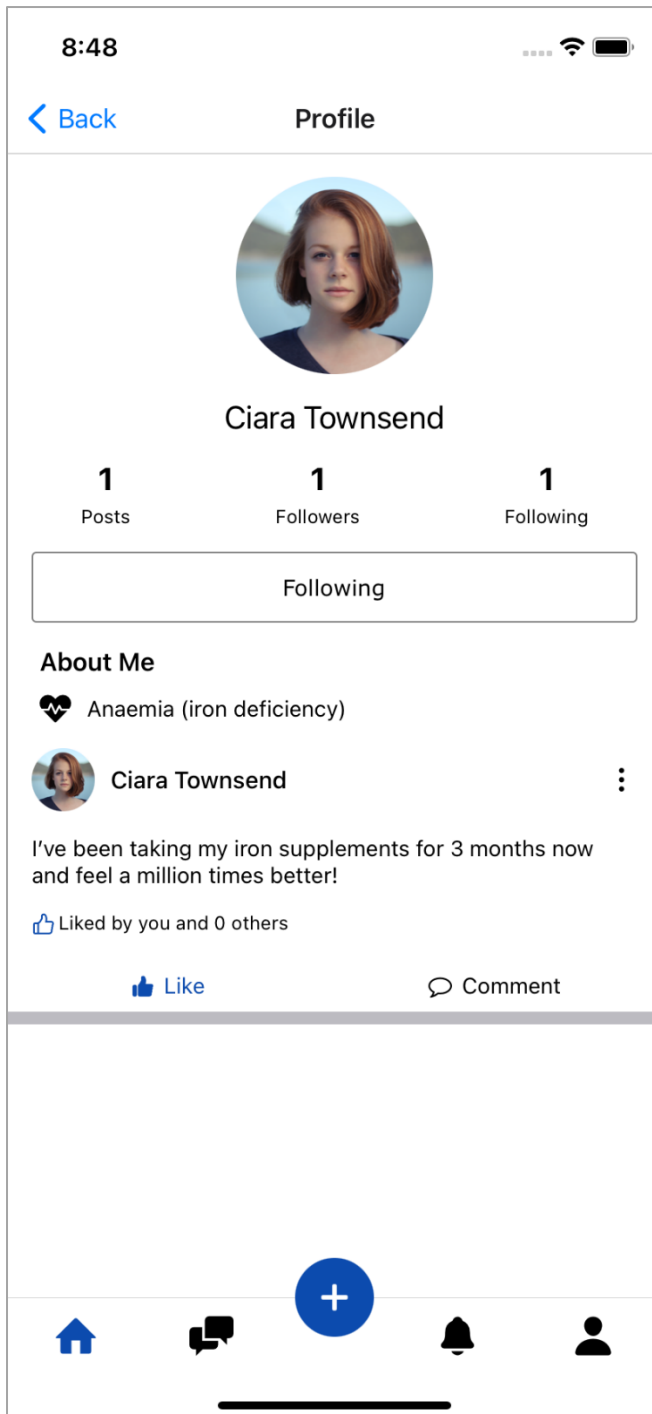 8:48
Back
Profile
Ciara Townsend
1 1 1
Posts Followers Following
Following
About Me
Anaemia (iron deficiency)
Ciara Townsend
I’ve been taking my iron supplements for 3 months now
and feel a million times better!
Liked by you and 0 others
Like Comment